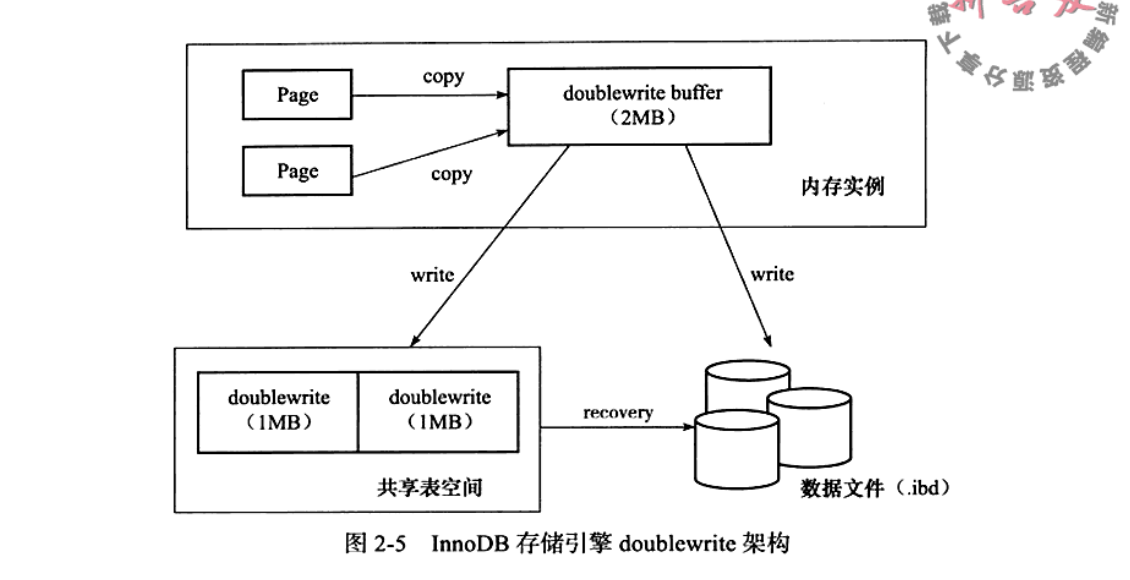 Page
copy
doublewrite buffer
（2MB）
Page
copy
内存实例
write
write
doublewrite
（1MB）
doublewrite
（1MB）
recovery
共享表空间
数据文件（.ibd）
图 2-5 InnoDB 存储引擎 doublewrite 架构